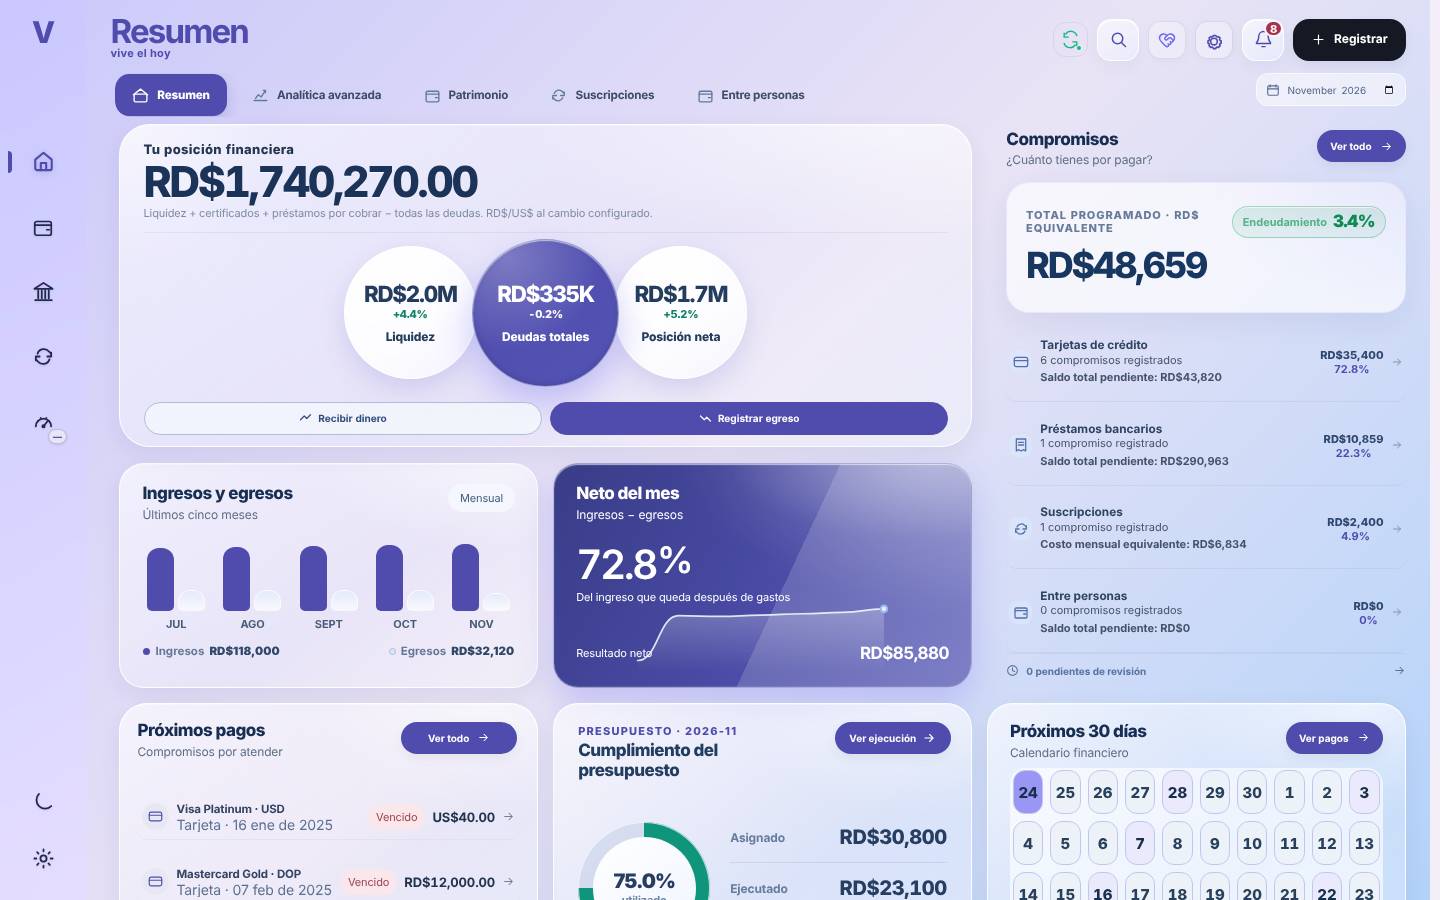 V
Resumen
vive el hoy
8
Registrar
Resumen
Analítica avanzada
Patrimonio
Suscripciones
Entre personas
November 2026
Tu posición financiera
RD$1,740,270.00
Liquidez + certificados + préstamos por cobrar − todas las deudas. RD$/US$ al cambio configurado.
RD$2.0M
+4.4%
Liquidez
RD$335K
-0.2%
Deudas totales
RD$1.7M
+5.2%
Posición neta
Recibir dinero
Registrar egreso
Compromisos
¿Cuánto tienes por pagar?
Ver todo
TOTAL PROGRAMADO · RD$
EQUIVALENTE
Endeudamiento 3.4%
RD$48,659
Tarjetas de crédito
6 compromisos registrados
Saldo total pendiente: RD$43,820
RD$35,400
72.8%
Préstamos bancarios
1 compromiso registrado
Saldo total pendiente: RD$290,963
RD$10,859
22.3%
Suscripciones
1 compromiso registrado
Costo mensual equivalente: RD$6,834
RD$2,400
4.9%
Entre personas
0 compromisos registrados
Saldo total pendiente: RD$0
RD$0
0%
0 pendientes de revisión
Ingresos y egresos
Últimos cinco meses
Mensual
JUL AGO SEPT OCT NOV
Ingresos RD$118,000
Egresos RD$32,120
Neto del mes
Ingresos − egresos
72.8%
Del ingreso que queda después de gastos
Resultado neto
RD$85,880
Próximos pagos
Compromisos por atender
Ver todo
Visa Platinum · USD
Tarjeta · 16 ene de 2025
Vencido
US$40.00
Mastercard Gold · DOP
Tarjeta · 07 feb de 2025
Vencido
RD$12,000.00
PRESUPUESTO · 2026-11
Cumplimiento del
presupuesto
Ver ejecución
75.0%
utilizado
Asignado
RD$30,800
Ejecutado
RD$23,100
Próximos 30 días
Calendario financiero
Ver pagos
24 25 26 27 28 29 30 1 2 3
4 5 6 7 8 9 10 11 12 13
14 15 16 17 18 19 20 21 22 23